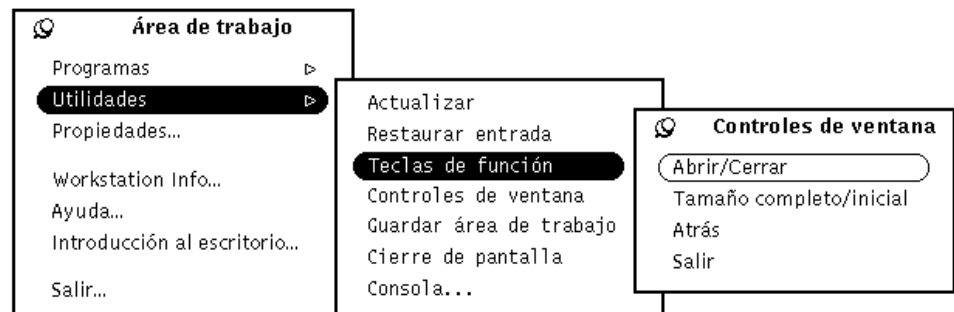 Área de trabajo
Programas
Utilidades
Propiedades...
Workstation Info...
Ayuda...
Introducción al escritorio...
Salir...
Actualizar
Restaurar entrada
Teclas de función
Controles de ventana
Guardar área de trabajo
Cierre de pantalla
Consola...
Controles de ventana
Abrir/Cerrar
Tamaño completo/inicial
Atrás
Salir